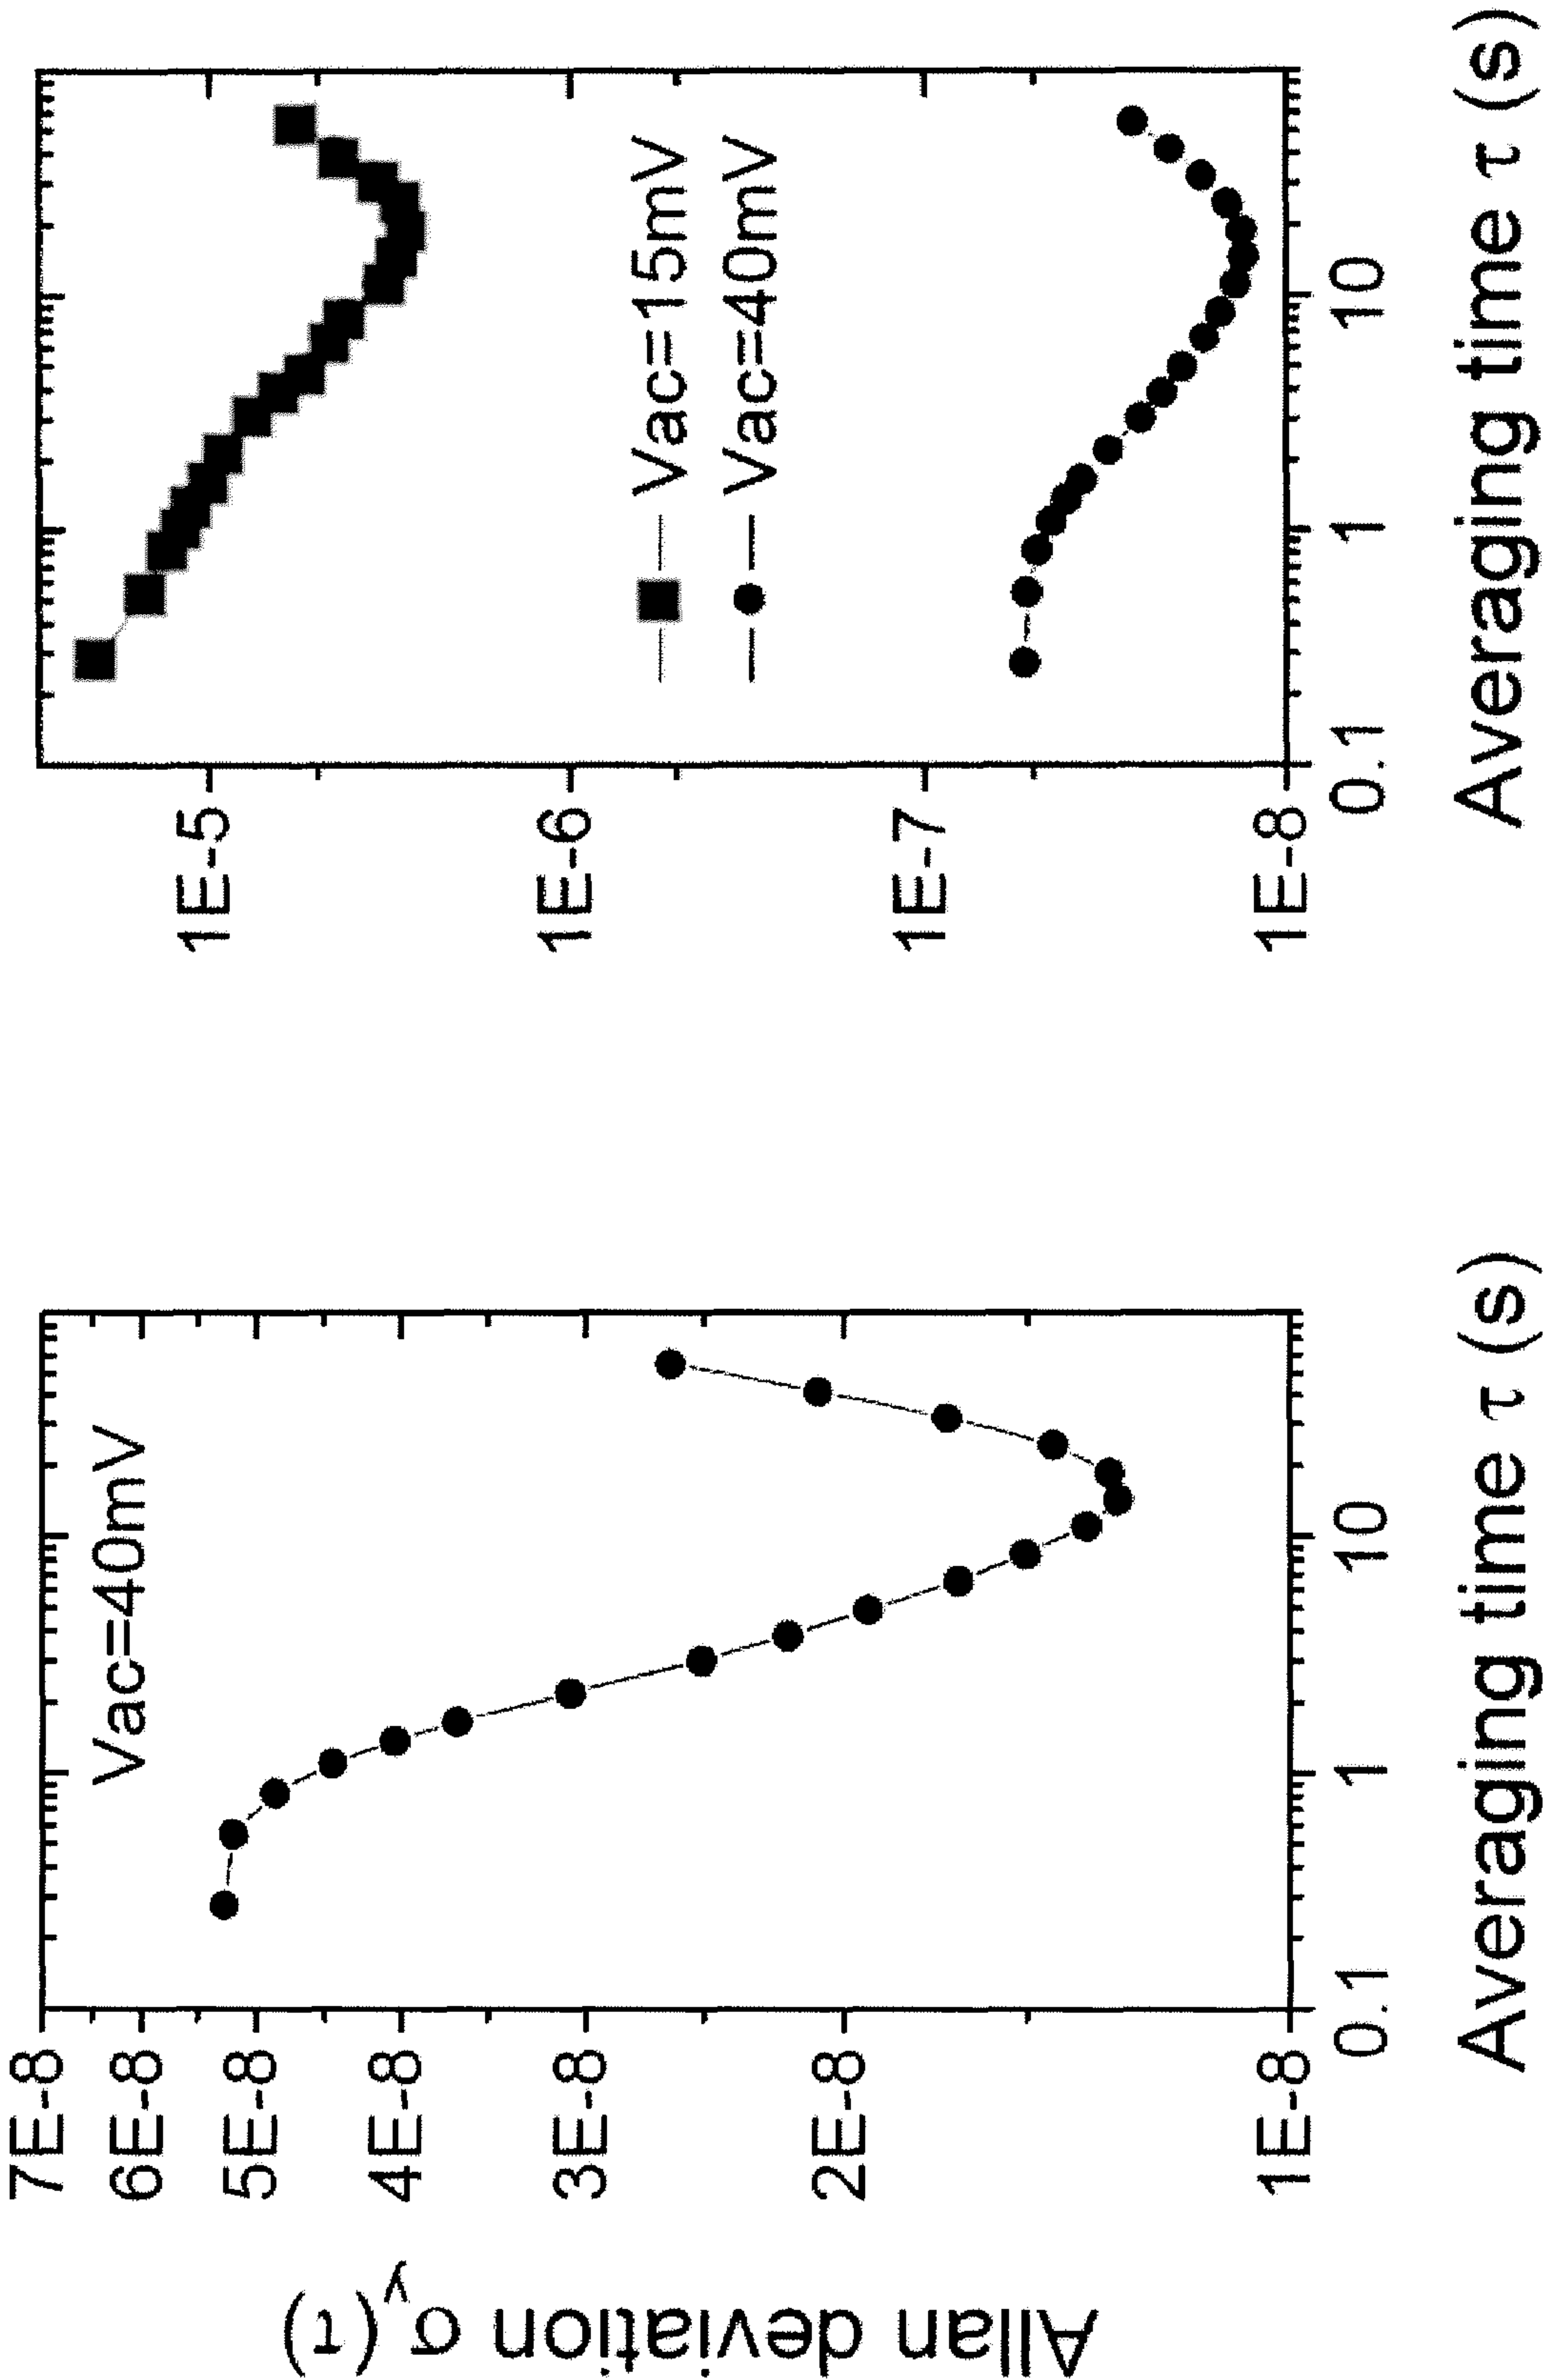 Allan deviation σy(τ)
7E-8
6E-8
5E-8
4E-8
3E-8
2E-8
1E-8
Vac=40mV
0.1 1 10
Averaging time τ (s)
1E-5
1E-6
1E-7
1E-8
Vac=15mV
Vac=40mV
0.1 1 10
Averaging time τ (s)